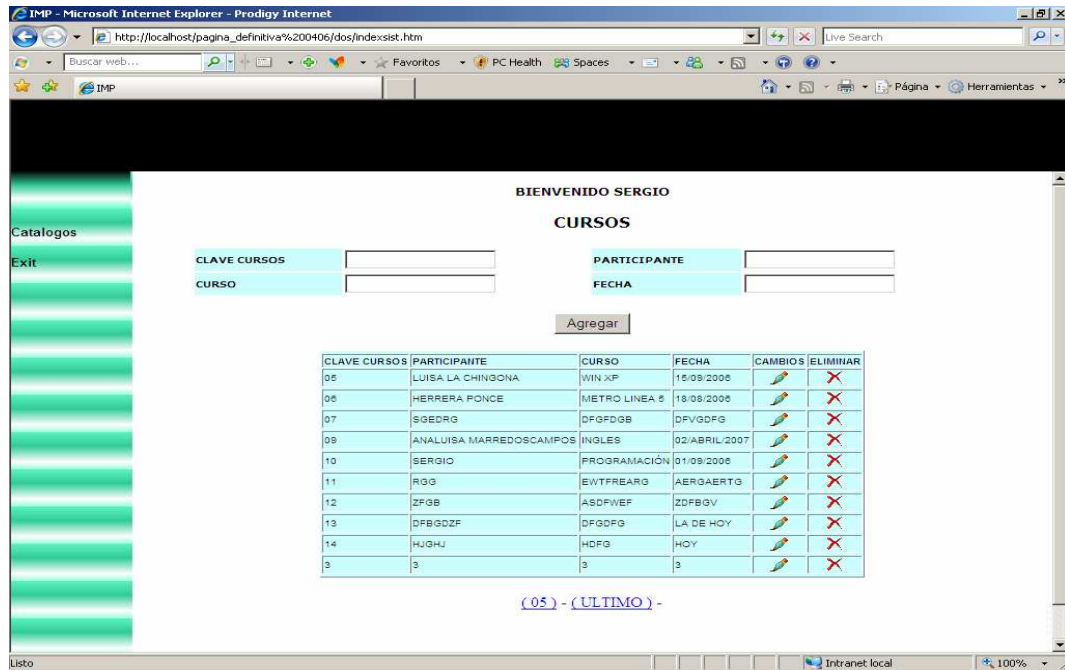 IMP - Microsoft Internet Explorer - Prodigy Internet
http://localhost/pagina_definitiva%200406/dos/indexsist.htm
Live Search
Buscar web...
Favoritos
PC Health
Spaces
IMP
Página
Herramientas
BIENVENIDO SERGIO
CURSOS
Catalogos
Exit
CLAVE CURSOS
PARTICIPANTE
CURSO
FECHA
Agregar
CLAVE CURSOS PARTICIPANTE CURSO FECHA CAMBIOS ELIMINAR
05 LUISA LA CHINGONA WIN XP 15/09/2006
06 HERRERA PONCE METRO LINEA 5 18/08/2006
07 SGEDRG DFGFDGB DFVGDFG
09 ANALUISA MARREDOSCAMPOS INGLES 02/ABRIL/2007
10 SERGIO PROGRAMACIÓN 01/09/2006
11 RGG EWTFREARG AERGAERTG
12 ZFGB ASDFWEF ZDFBGV
13 DFBGDZF DFGDFG LA DE HOY
14 HJGHJ HDFG HOY
3 3 3 3
( 05 ) - ( ULTIMO ) -
Listo
Intranet local
100%